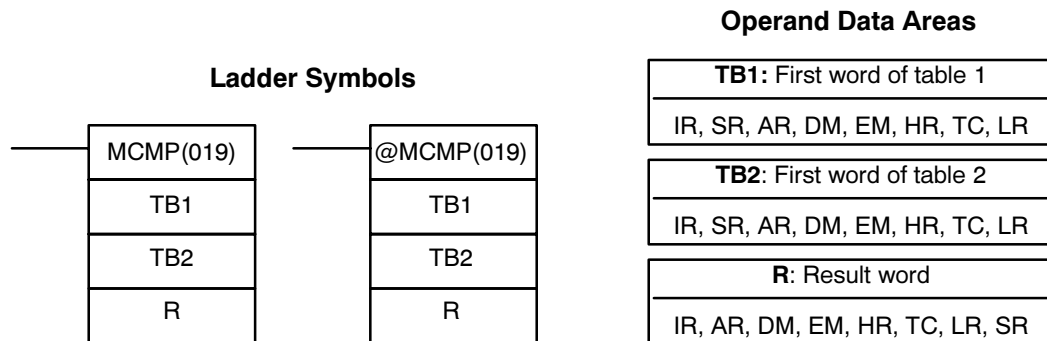 Operand Data Areas
Ladder Symbols
MCMP(019)
TB1
TB2
R
@MCMP(019)
TB1
TB2
R
TB1: First word of table 1
IR, SR, AR, DM, EM, HR, TC, LR
TB2: First word of table 2
IR, SR, AR, DM, EM, HR, TC, LR
R: Result word
IR, AR, DM, EM, HR, TC, LR, SR